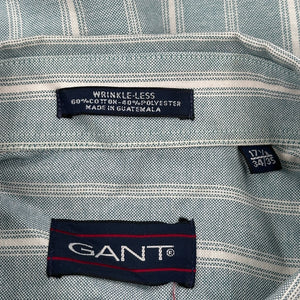 WRINKLE-LESS
60% COTTON-40% POLYESTER
MADE IN GUATEMALA
17½
34/35
GANT®